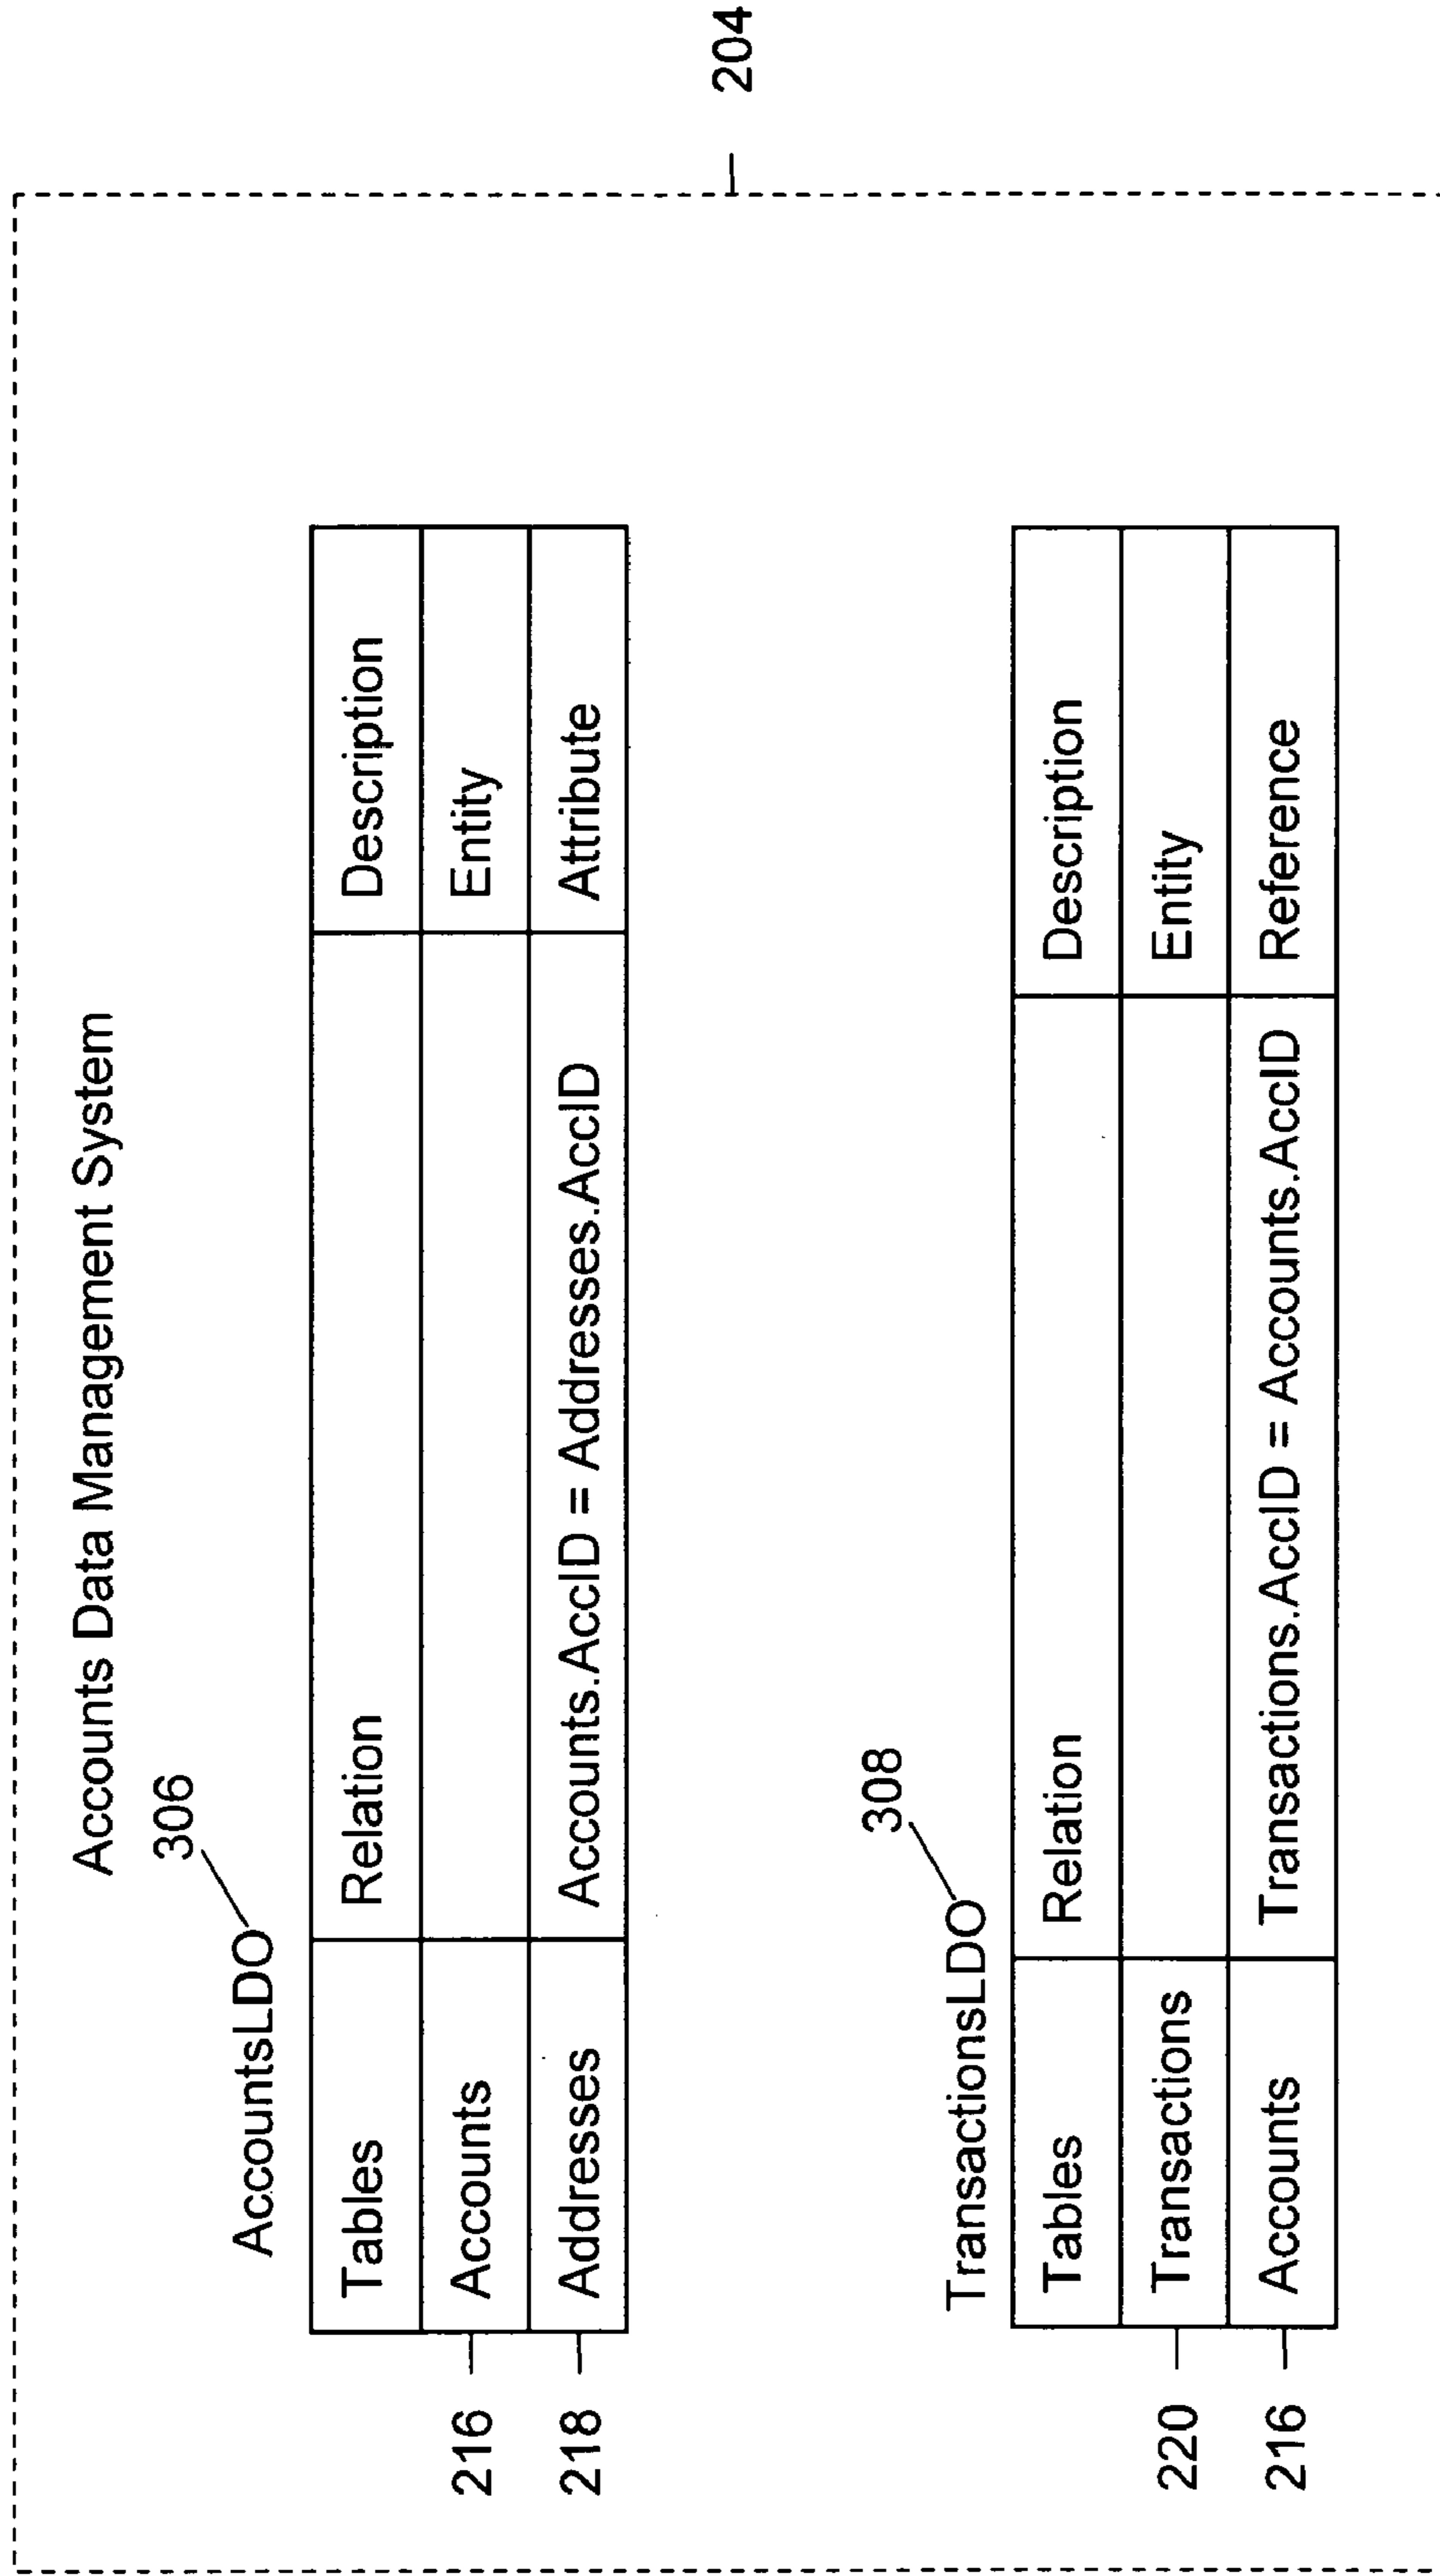 Accounts Data Management System
306
AccountsLDO
Tables Relation Description
216 Accounts Entity
218 Addresses Accounts.AccID = Addresses.AccID Attribute
308
TransactionsLDO
Tables Relation Description
220 Transactions Entity
216 Accounts Transactions.AccID = Accounts.AccID Reference
204